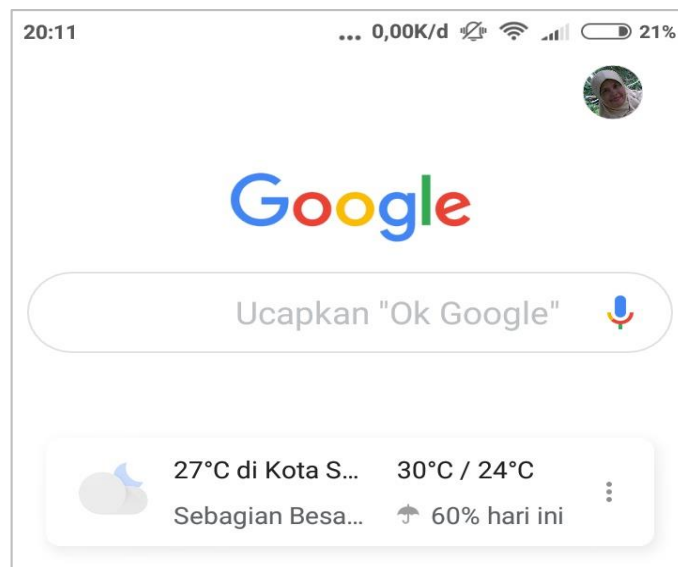 20:11 ... 0,00K/d 21%
Google
Ucapkan "Ok Google"
27°C di Kota S... 30°C / 24°C
Sebagian Besa... 60% hari ini